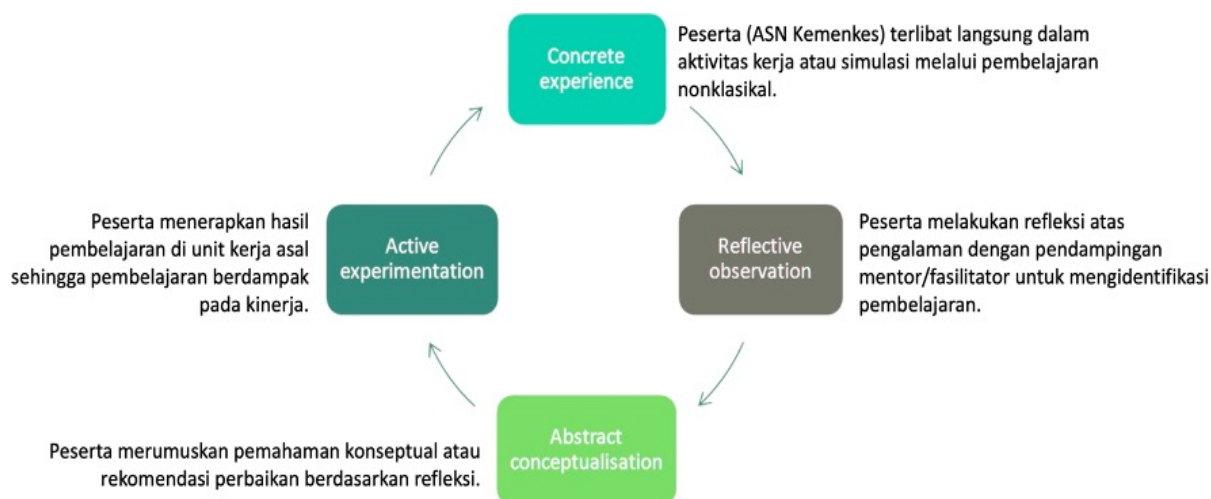 Concrete
experience
Peserta (ASN Kemenkes) terlibat langsung dalam
aktivitas kerja atau simulasi melalui pembelajaran
nonklasikal.
Reflective
observation
Peserta melakukan refleksi atas
pengalaman dengan pendampingan
mentor/fasilitator untuk mengidentifikasi
pembelajaran.
Abstract
conceptualisation
Peserta merumuskan pemahaman konseptual atau
rekomendasi perbaikan berdasarkan refleksi.
Active
experimentation
Peserta menerapkan hasil
pembelajaran di unit kerja asal
sehingga pembelajaran berdampak
pada kinerja.